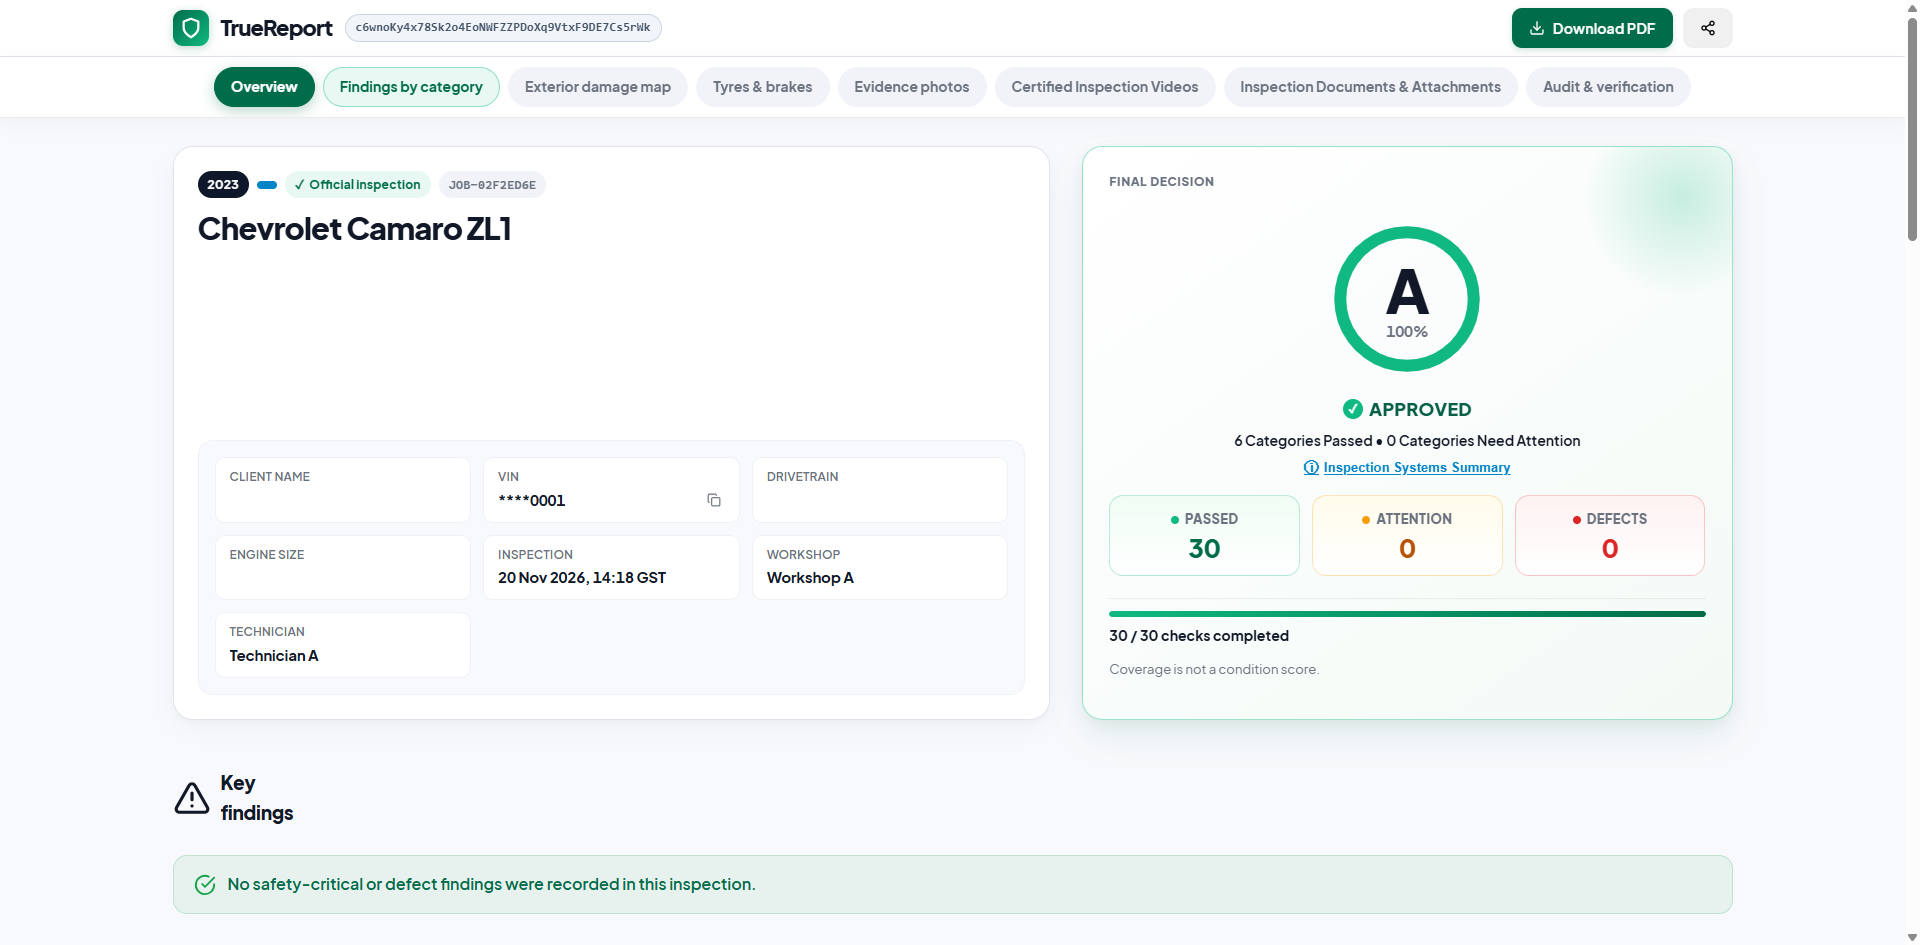 TrueReport
c6wnoKy4x78Sk2o4EoNWFZZPDoXq9VtxF9DE7Cs5rWk
Download PDF
Overview
Findings by category
Exterior damage map
Tyres & brakes
Evidence photos
Certified Inspection Videos
Inspection Documents & Attachments
Audit & verification
2023
✓ Official inspection
JOB-02F2ED6E
Chevrolet Camaro ZL1
CLIENT NAME
VIN
****0001
DRIVETRAIN
ENGINE SIZE
INSPECTION
20 Nov 2026, 14:18 GST
WORKSHOP
Workshop A
TECHNICIAN
Technician A
FINAL DECISION
A
100%
APPROVED
6 Categories Passed • 0 Categories Need Attention
Inspection Systems Summary
PASSED
30
ATTENTION
0
DEFECTS
0
30 / 30 checks completed
Coverage is not a condition score.
Key
findings
No safety-critical or defect findings were recorded in this inspection.